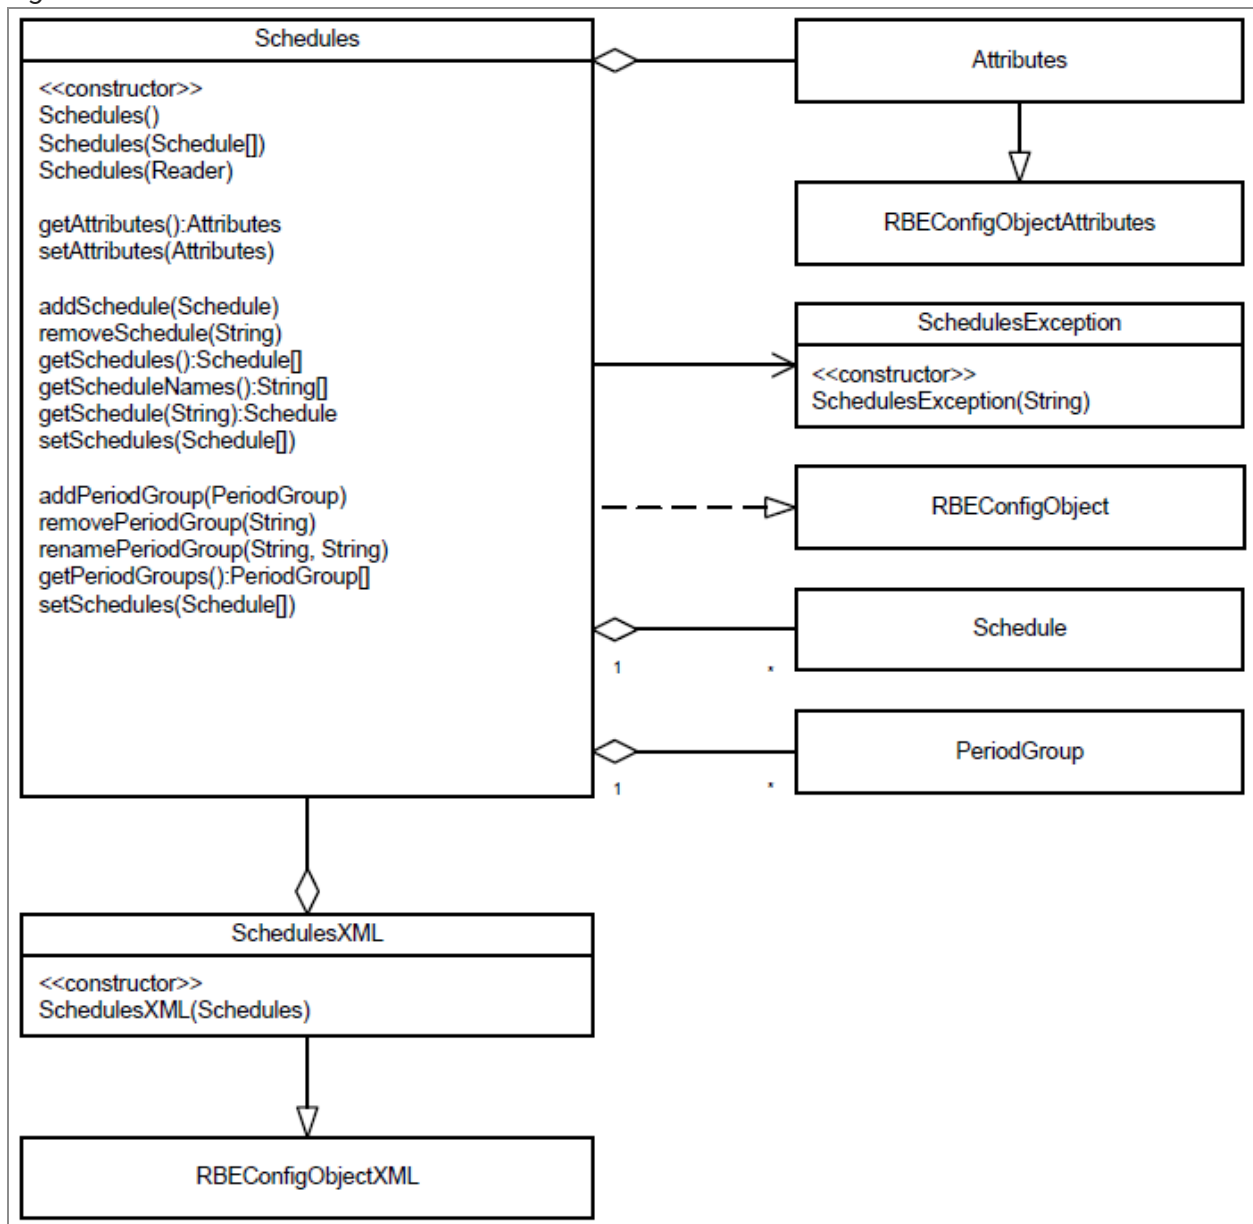 Schedules
<<constructor>>
Schedules()
Schedules(Schedule[])
Schedules(Reader)
getAttributes():Attributes
setAttributes(Attributes)
addSchedule(Schedule)
removeSchedule(String)
getSchedules():Schedule[]
getScheduleNames():String[]
getSchedule(String):Schedule
setSchedules(Schedule[])
addPeriodGroup(PeriodGroup)
removePeriodGroup(String)
renamePeriodGroup(String, String)
getPeriodGroups():PeriodGroup[]
setSchedules(Schedule[])
Attributes
RBEConfigObjectAttributes
SchedulesException
<<constructor>>
SchedulesException(String)
RBEConfigObject
Schedule
1 *
PeriodGroup
1 *
SchedulesXML
<<constructor>>
SchedulesXML(Schedules)
RBEConfigObjectXML